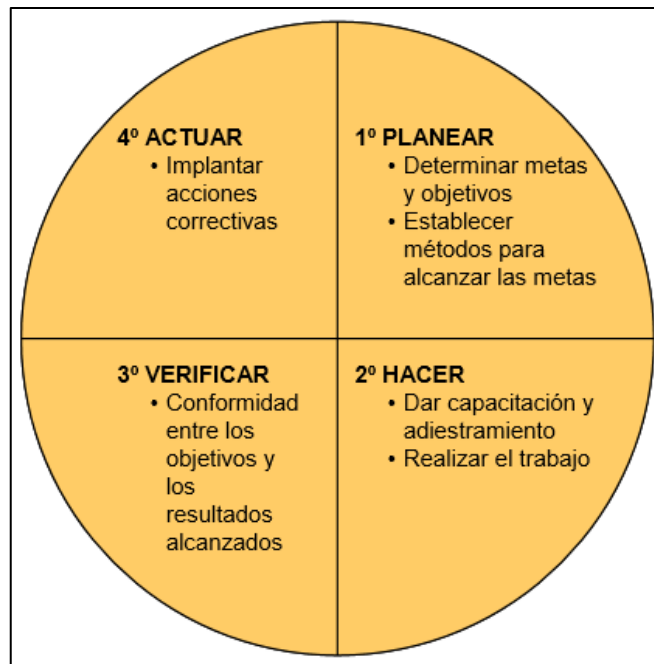 4º ACTUAR
• Implantar
acciones
correctivas
1º PLANEAR
• Determinar metas
y objetivos
• Establecer
métodos para
alcanzar las metas
3º VERIFICAR
• Conformidad
entre los
objetivos y
los
resultados
alcanzados
2º HACER
• Dar capacitación y
adiestramiento
• Realizar el trabajo